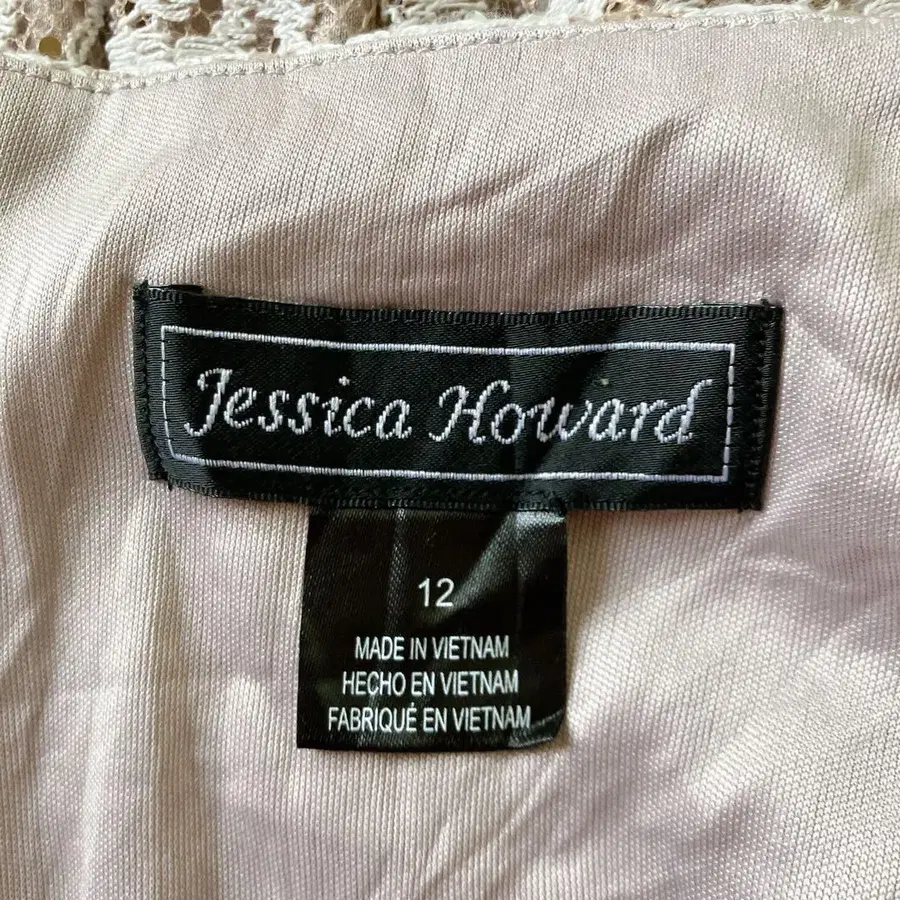 Jessica Howard
12
MADE IN VIETNAM
HECHO EN VIETNAM
FABRIQUÉ EN VIETNAM